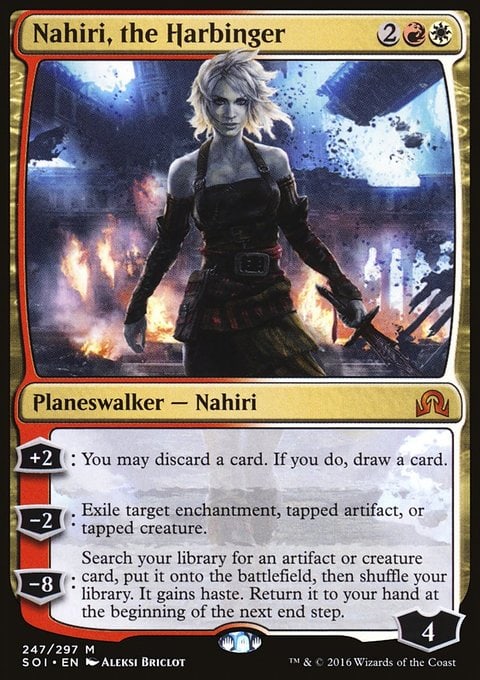 Nahiri, the Harbinger 2
Planeswalker — Nahiri
+2 : You may discard a card. If you do, draw a card.
−2 : Exile target enchantment, tapped artifact, or
tapped creature.
Search your library for an artifact or creature
−8 : card, put it onto the battlefield, then shuffle your
library. It gains haste. Return it to your hand at
the beginning of the next end step.
4
247/297 M
SOI • EN Aleksi Briclot
™ & © 2016 Wizards of the Coast